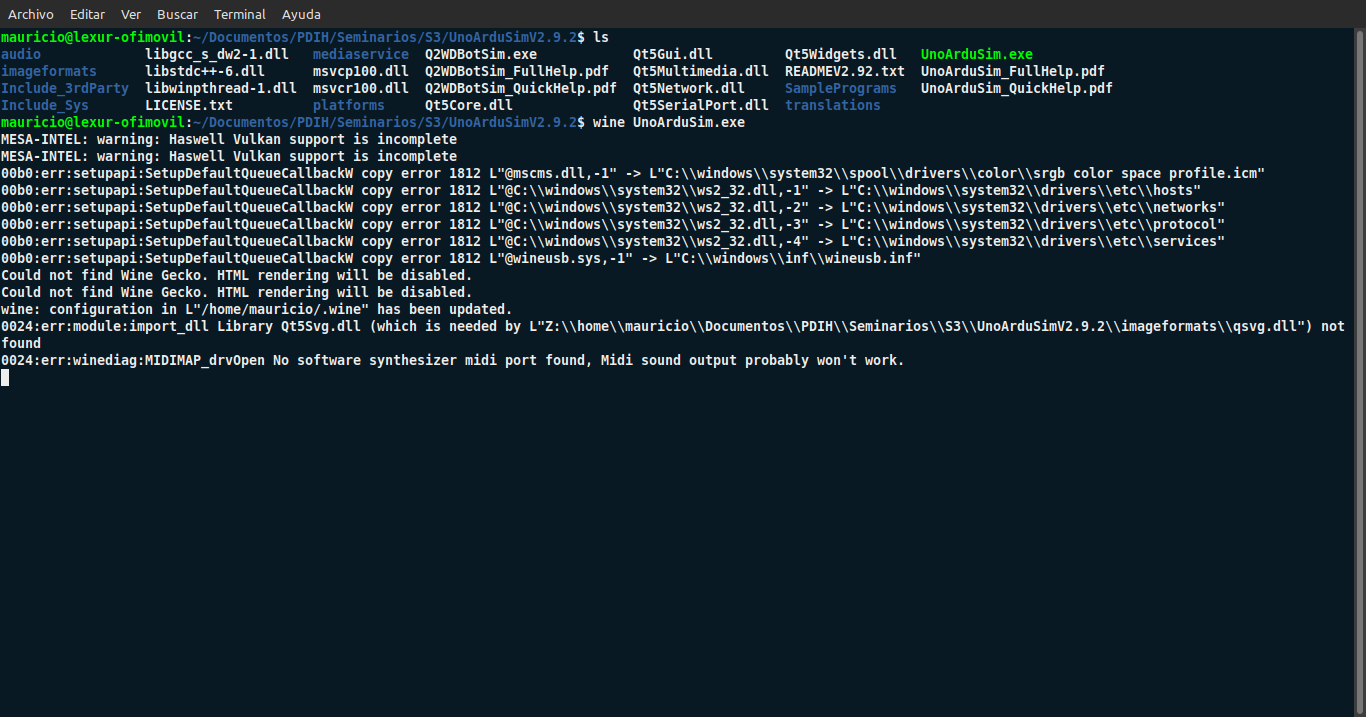 Archivo Editar Ver Buscar Terminal Ayuda
mauricio@lexur-ofimovil:~/Documentos/PDIH/Seminarios/S3/UnoArduSimV2.9.2$ ls
audio libgcc_s_dw2-1.dll mediaservice Q2WDBotSim.exe Qt5Gui.dll Qt5Widgets.dll UnoArduSim.exe
imageformats libstdc++-6.dll msvcp100.dll Q2WDBotSim_FullHelp.pdf Qt5Multimedia.dll READMEV2.92.txt UnoArduSim_FullHelp.pdf
Include_3rdParty libwinpthread-1.dll msvcr100.dll Q2WDBotSim_QuickHelp.pdf Qt5Network.dll SamplePrograms UnoArduSim_QuickHelp.pdf
Include_Sys LICENSE.txt platforms Qt5Core.dll Qt5SerialPort.dll translations
mauricio@lexur-ofimovil:~/Documentos/PDIH/Seminarios/S3/UnoArduSimV2.9.2$ wine UnoArduSim.exe
MESA-INTEL: warning: Haswell Vulkan support is incomplete
MESA-INTEL: warning: Haswell Vulkan support is incomplete
00b0:err:setupapi:SetupDefaultQueueCallbackW copy error 1812 L"@mscms.dll,-1" -> L"C:\\windows\\system32\\spool\\drivers\\color\\srgb color space profile.icm"
00b0:err:setupapi:SetupDefaultQueueCallbackW copy error 1812 L"@C:\\windows\\system32\\ws2_32.dll,-1" -> L"C:\\windows\\system32\\drivers\\etc\\hosts"
00b0:err:setupapi:SetupDefaultQueueCallbackW copy error 1812 L"@C:\\windows\\system32\\ws2_32.dll,-2" -> L"C:\\windows\\system32\\drivers\\etc\\networks"
00b0:err:setupapi:SetupDefaultQueueCallbackW copy error 1812 L"@C:\\windows\\system32\\ws2_32.dll,-3" -> L"C:\\windows\\system32\\drivers\\etc\\protocol"
00b0:err:setupapi:SetupDefaultQueueCallbackW copy error 1812 L"@C:\\windows\\system32\\ws2_32.dll,-4" -> L"C:\\windows\\system32\\drivers\\etc\\services"
00b0:err:setupapi:SetupDefaultQueueCallbackW copy error 1812 L"@wineusb.sys,-1" -> L"C:\\windows\\inf\\wineusb.inf"
Could not find Wine Gecko. HTML rendering will be disabled.
Could not find Wine Gecko. HTML rendering will be disabled.
wine: configuration in L"/home/mauricio/.wine" has been updated.
0024:err:module:import_dll Library Qt5Svg.dll (which is needed by L"Z:\\home\\mauricio\\Documentos\\PDIH\\Seminarios\\S3\\UnoArduSimV2.9.2\\imageformats\\qsvg.dll") not
found
0024:err:winediag:MIDIMAP_drvOpen No software synthesizer midi port found, Midi sound output probably won't work.